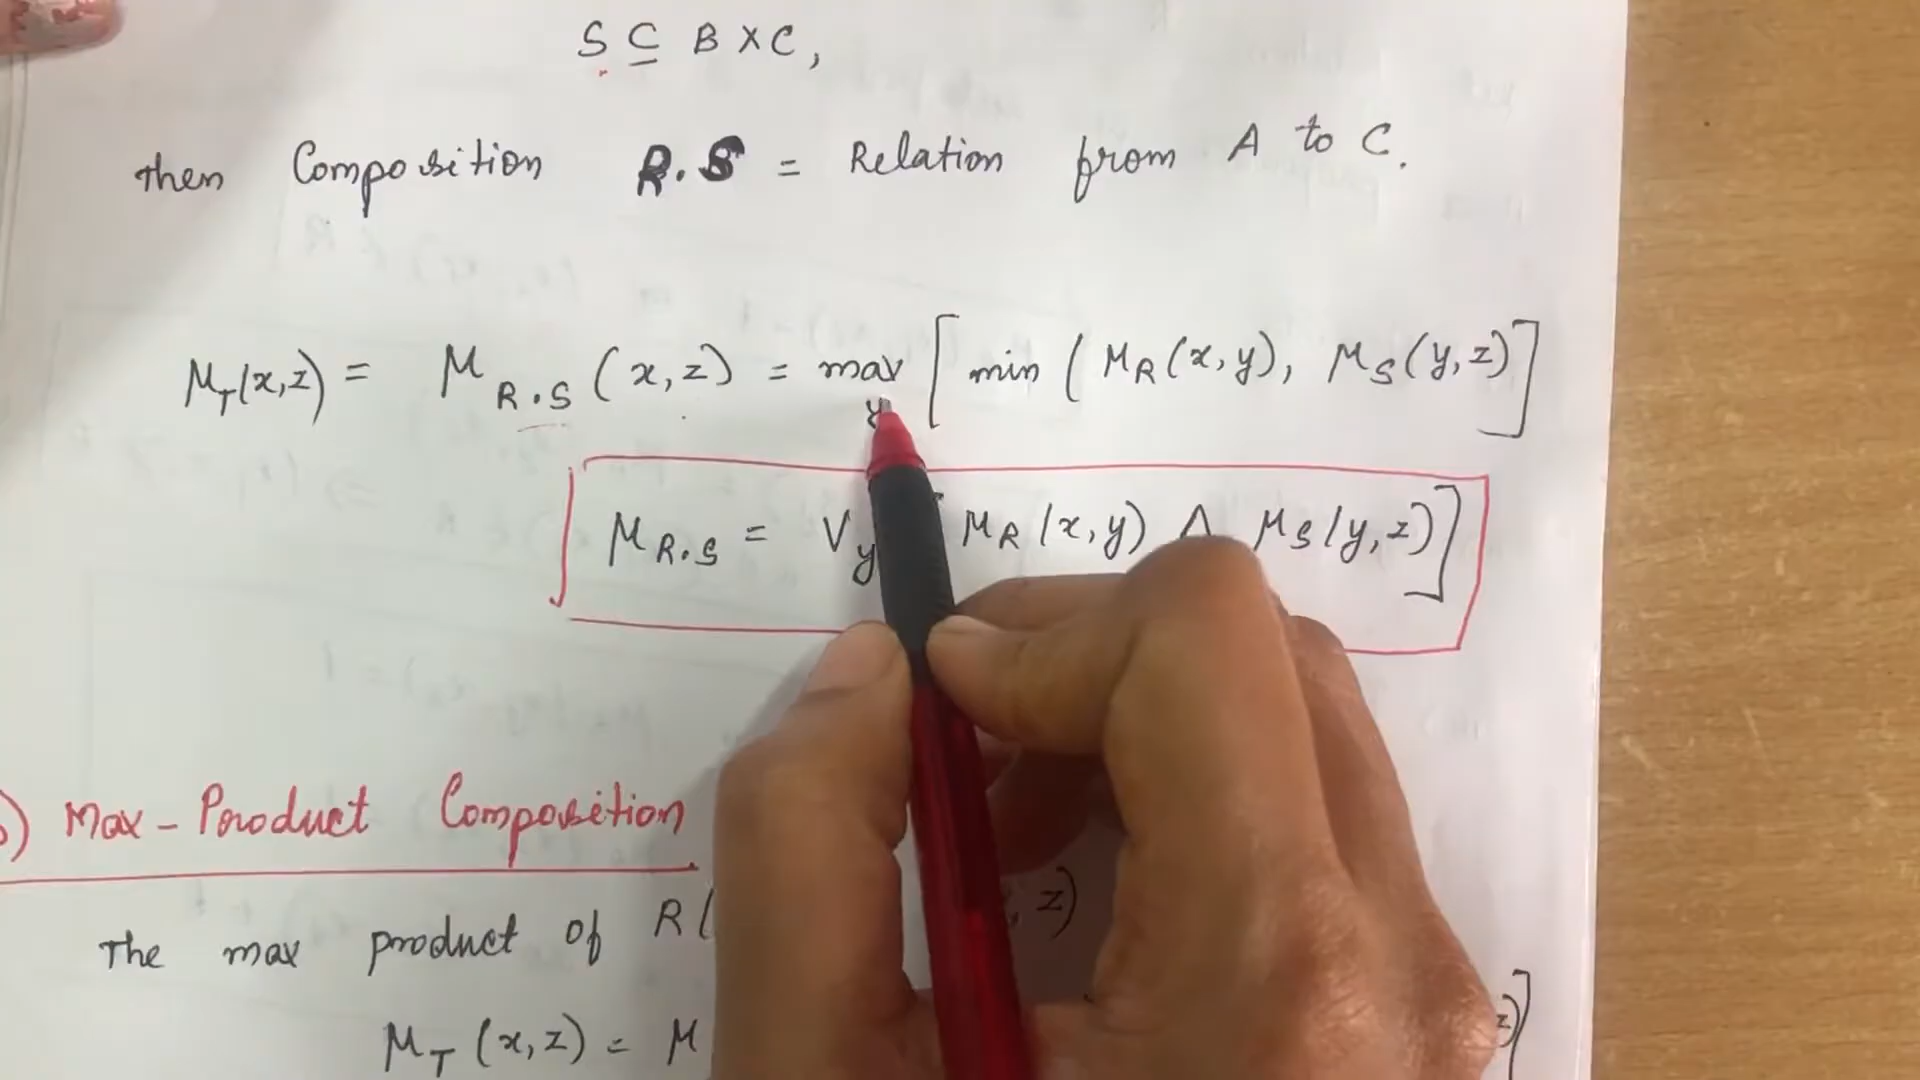 S ⊆ B × C,
then Composition R.S = Relation from A to C.
μT(x,z) = μR.S (x,z) = max y [ min ( μR(x,y), μS(y,z) ]
μR.S = Vy μR(x,y) Λ μS(y,z) ]
) Max-Product Composition
The max product of R( , z)
μT (x,z) = μ z) ]